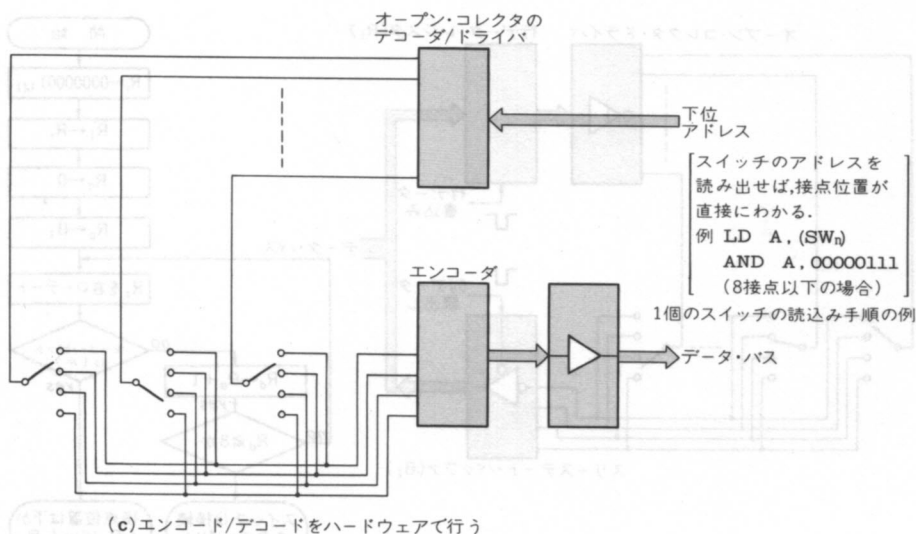 オープン・コレクタの
デコーダ/ドライバ
下位
アドレス
スイッチのアドレスを
読み出せば,接点位置が
直接にわかる.
例 LD A,(SWn)
AND A,00000111
(8接点以下の場合)
1個のスイッチの読込み手順の例
エンコーダ
データ・バス
(c)エンコード/デコードをハードウェアで行う